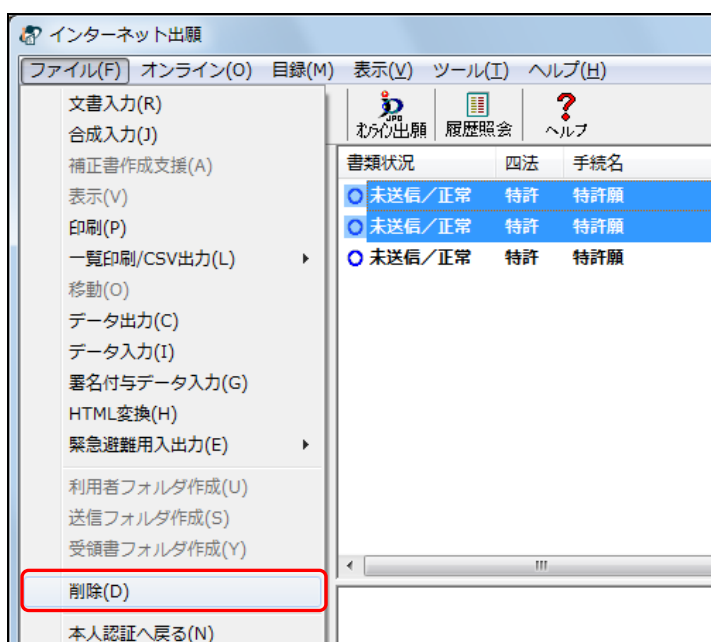 インターネット出願
ファイル(F) オンライン(O) 目録(M) 表示(V) ツール(T) ヘルプ(H)
文書入力(R)
合成入力(J)
補正書作成支援(A)
表示(V)
印刷(P)
一覧印刷/CSV出力(L)
移動(O)
データ出力(C)
データ入力(I)
署名付与データ入力(G)
HTML変換(H)
緊急避難用入出力(E)
利用者フォルダ作成(U)
送信フォルダ作成(S)
受領書フォルダ作成(Y)
削除(D)
本人認証へ戻る(N)
JPO
オンライン出願 履歴照会 ヘルプ
書類状況 四法 手続名
未送信/正常 特許 特許願
未送信/正常 特許 特許願
未送信/正常 特許 特許願